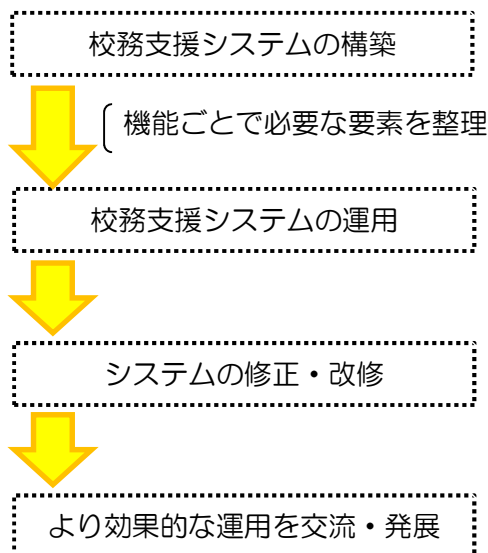 校務支援システムの構築
機能ごとで必要な要素を整理
校務支援システムの運用
システムの修正・改修
より効果的な運用を交流・発展